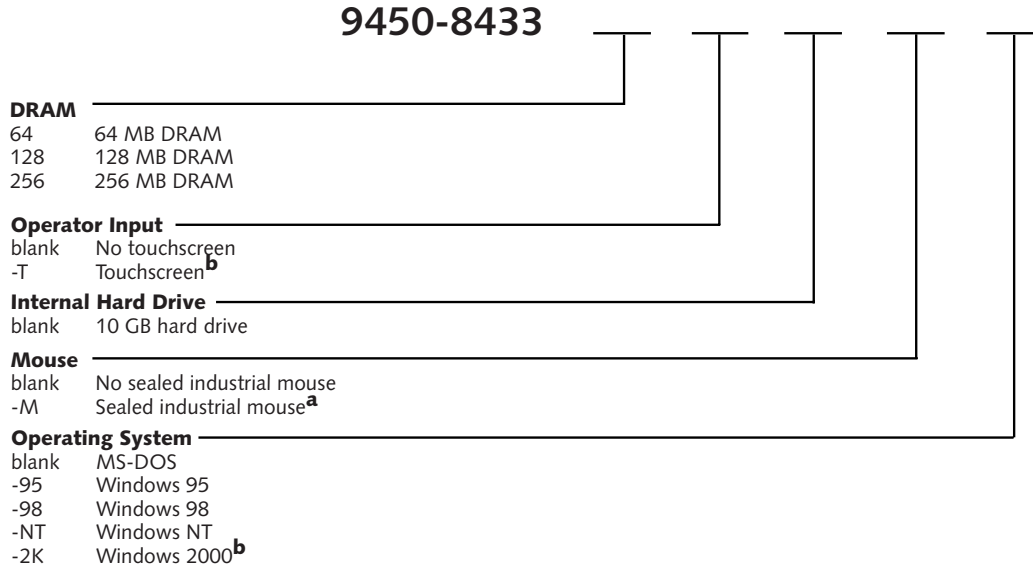 9450-8433
DRAM
64 64 MB DRAM
128 128 MB DRAM
256 256 MB DRAM
Operator Input
blank No touchscreen
-T Touchscreenb
Internal Hard Drive
blank 10 GB hard drive
Mouse
blank No sealed industrial mouse
-M Sealed industrial mousea
Operating System
blank MS-DOS
-95 Windows 95
-98 Windows 98
-NT Windows NT
-2K Windows 2000b